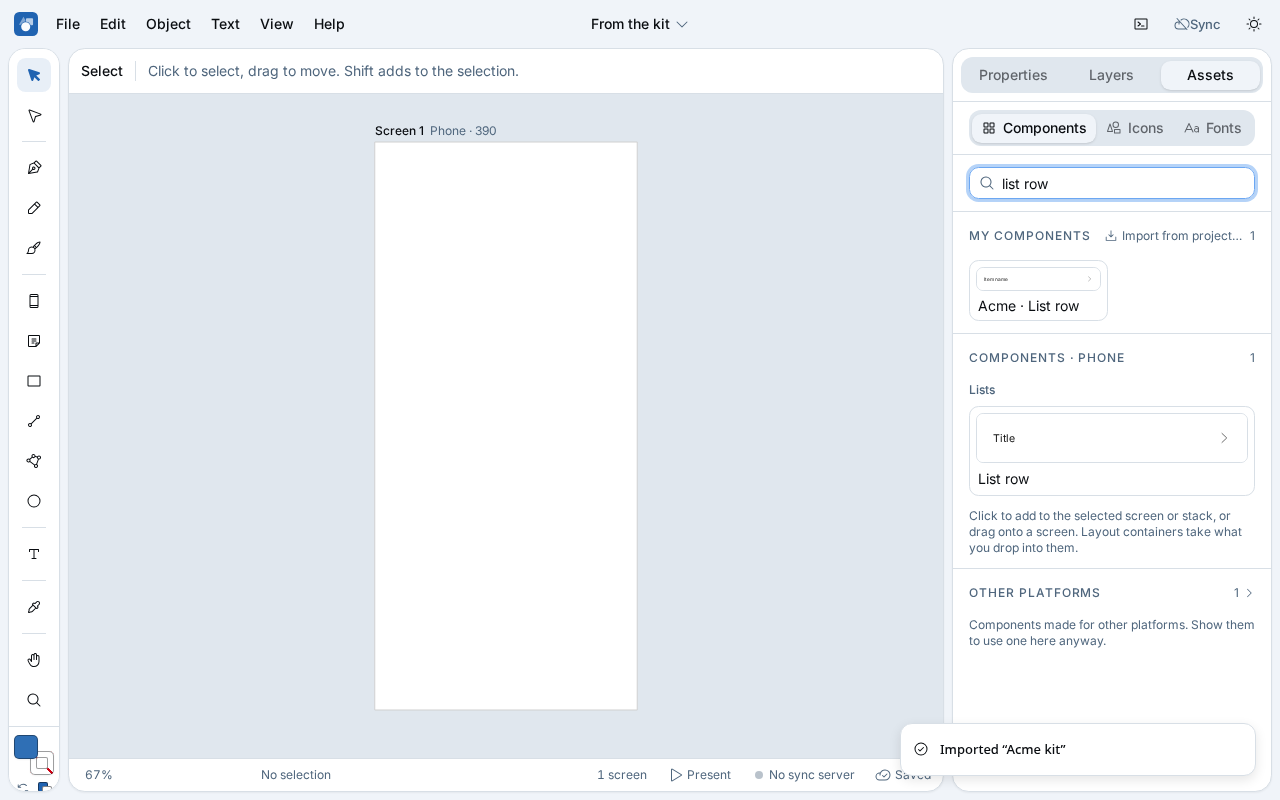 File Edit Object Text View Help
From the kit
Sync
Select
Click to select, drag to move. Shift adds to the selection.
Properties Layers Assets
Components Icons Aa Fonts
list row
MY COMPONENTS Import from project... 1
Item name
Acme · List row
COMPONENTS · PHONE 1
Lists
Title
List row
Click to add to the selected screen or stack, or
drag onto a screen. Layout containers take what
you drop into them.
OTHER PLATFORMS 1
Components made for other platforms. Show them
to use one here anyway.
Screen 1 Phone · 390
Imported “Acme kit”
67% No selection 1 screen Present No sync server Saved